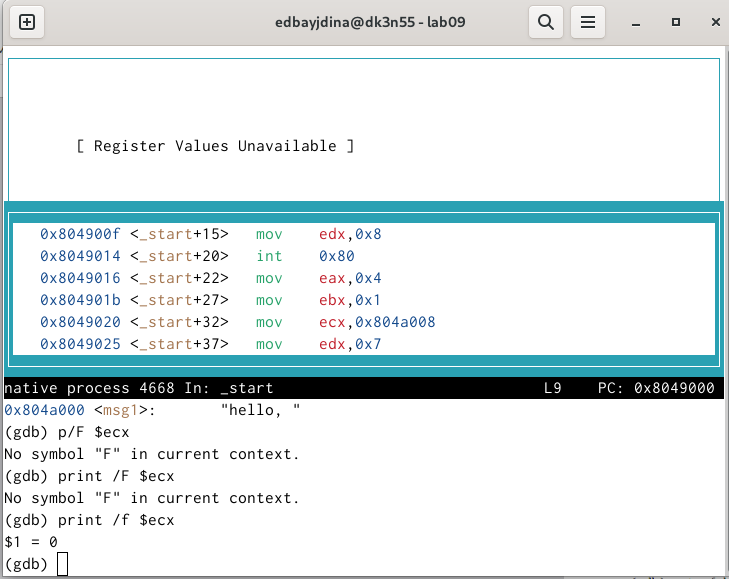 edbayjdina@dk3n55 - lab09
[ Register Values Unavailable ]
0x804900f <_start+15> mov edx,0x8
0x8049014 <_start+20> int 0x80
0x8049016 <_start+22> mov eax,0x4
0x804901b <_start+27> mov ebx,0x1
0x8049020 <_start+32> mov ecx,0x804a008
0x8049025 <_start+37> mov edx,0x7
native process 4668 In: _start L9 PC: 0x8049000
0x804a000 <msg1>: "hello, "
(gdb) p/F $ecx
No symbol "F" in current context.
(gdb) print /F $ecx
No symbol "F" in current context.
(gdb) print /f $ecx
$1 = 0
(gdb)